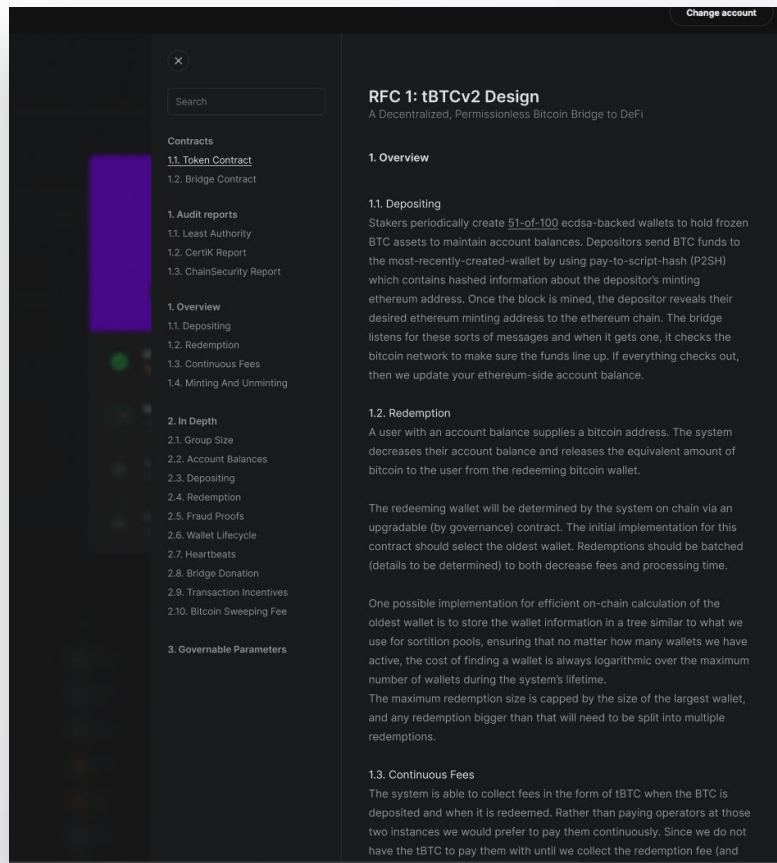 Change account
Search
Contracts
1.1. Token Contract
1.2. Bridge Contract
1. Audit reports
1.1. Least Authority
1.2. CertiK Report
1.3. ChainSecurity Report
1. Overview
1.1. Depositing
1.2. Redemption
1.3. Continuous Fees
1.4. Minting And Unminting
2. In Depth
2.1. Group Size
2.2. Account Balances
2.3. Depositing
2.4. Redemption
2.5. Fraud Proofs
2.6. Wallet Lifecycle
2.7. Heartbeats
2.8. Bridge Donation
2.9. Transaction Incentives
2.10. Bitcoin Sweeping Fee
3. Governable Parameters
RFC 1: tBTCv2 Design
A Decentralized, Permissionless Bitcoin Bridge to DeFi
1. Overview
1.1. Depositing
Stakers periodically create 51-of-100 ecdsa-backed wallets to hold frozen
BTC assets to maintain account balances. Depositors send BTC funds to
the most-recently-created-wallet by using pay-to-script-hash (P2SH)
which contains hashed information about the depositor's minting
ethereum address. Once the block is mined, the depositor reveals their
desired ethereum minting address to the ethereum chain. The bridge
listens for these sorts of messages and when it gets one, it checks the
bitcoin network to make sure the funds line up. If everything checks out,
then we update your ethereum-side account balance.
1.2. Redemption
A user with an account balance supplies a bitcoin address. The system
decreases their account balance and releases the equivalent amount of
bitcoin to the user from the redeeming bitcoin wallet.
The redeeming wallet will be determined by the system on chain via an
upgradable (by governance) contract. The initial implementation for this
contract should select the oldest wallet. Redemptions should be batched
(details to be determined) to both decrease fees and processing time.
One possible implementation for efficient on-chain calculation of the
oldest wallet is to store the wallet information in a tree similar to what we
use for sortition pools, ensuring that no matter how many wallets we have
active, the cost of finding a wallet is always logarithmic over the maximum
number of wallets during the system's lifetime.
The maximum redemption size is capped by the size of the largest wallet,
and any redemption bigger than that will need to be split into multiple
redemptions.
1.3. Continuous Fees
The system is able to collect fees in the form of tBTC when the BTC is
deposited and when it is redeemed. Rather than paying operators at those
two instances we would prefer to pay them continuously. Since we do not
have the tBTC to pay them with until we collect the redemption fee (and